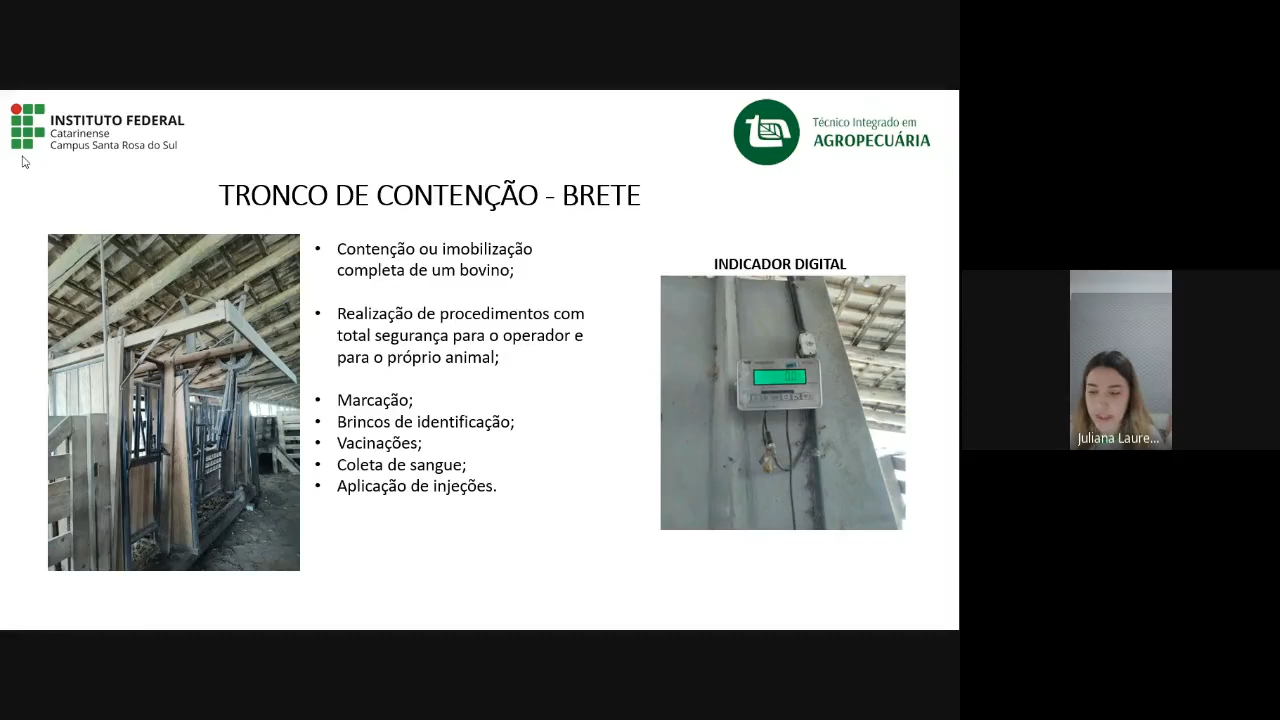 INSTITUTO FEDERAL
Catarinense
Campus Santa Rosa do Sul
Técnico Integrado em
AGROPECUÁRIA
TRONCO DE CONTENÇÃO - BRETE
• Contenção ou imobilização
completa de um bovino;
• Realização de procedimentos com
total segurança para o operador e
para o próprio animal;
• Marcação;
• Brincos de identificação;
• Vacinações;
• Coleta de sangue;
• Aplicação de injeções.
INDICADOR DIGITAL
Juliana Laure...